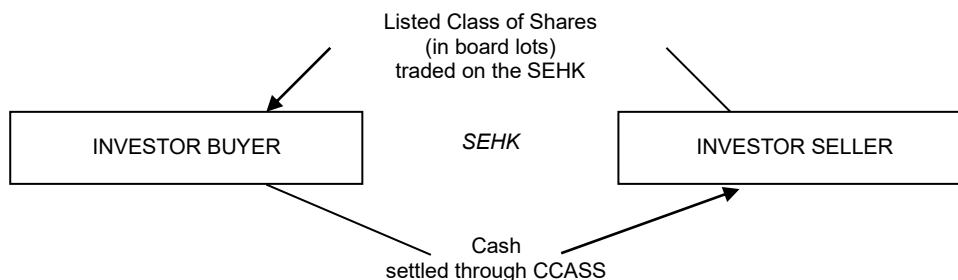 Listed Class of Shares
(in board lots)
traded on the SEHK
INVESTOR BUYER
SEHK
INVESTOR SELLER
Cash
settled through CCASS